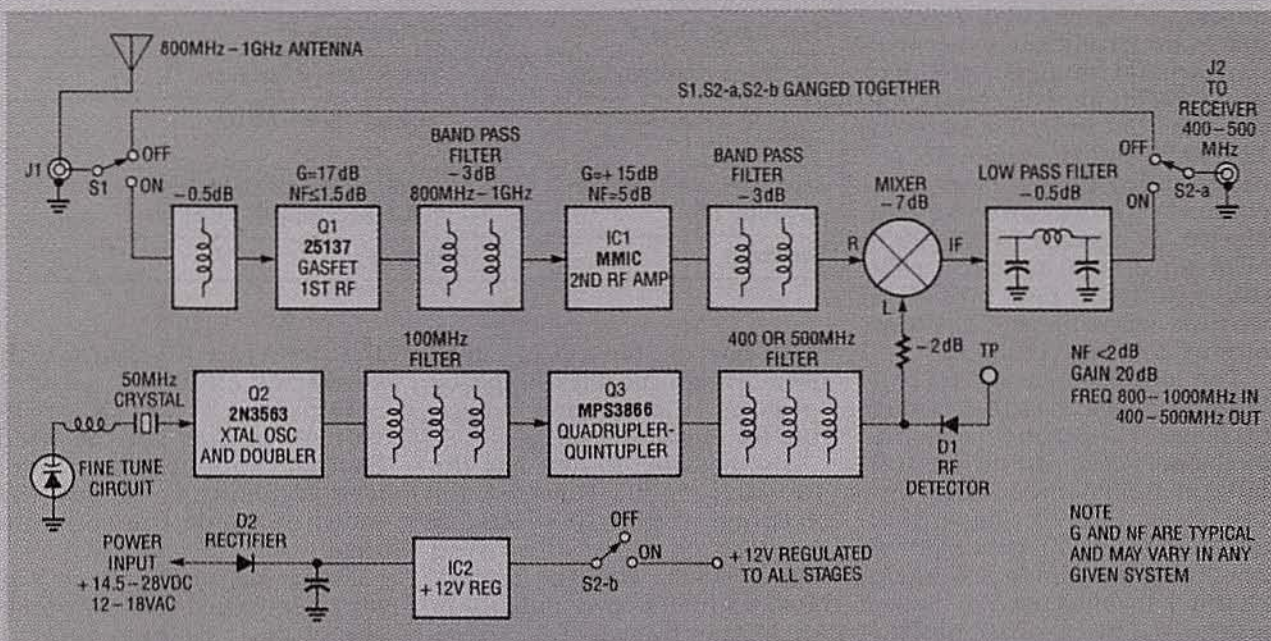 800MHz-1GHz ANTENNA
J1
S1
OFF
ON
S1,S2-a,S2-b GANGED TOGETHER
J2
TO
RECEIVER
400-500
MHz
OFF
ON
S2-a
-0.5dB
G=17dB
NF≤1.5dB
Q1
25137
GASFET
1ST RF
BAND PASS
FILTER
-3dB
800MHz-1GHz
G=+15dB
NF=5dB
IC1
MMIC
2ND RF AMP
BAND PASS
FILTER
-3dB
MIXER
-7dB
R
IF
L
LOW PASS FILTER
-0.5dB
50MHz
CRYSTAL
FINE TUNE
CIRCUIT
Q2
2N3563
XTAL OSC
AND DOUBLER
100MHz
FILTER
Q3
MPS3866
QUADRUPLER-
QUINTUPLER
400 OR 500MHz
FILTER
-2dB
TP
D1
RF
DETECTOR
NF <2dB
GAIN 20dB
FREQ 800-1000MHz IN
400-500MHz OUT
POWER
INPUT
+14.5-28VDC
12-18VAC
D2
RECTIFIER
IC2
+12V REG
OFF
ON
S2-b
+12V REGULATED
TO ALL STAGES
NOTE
G AND NF ARE TYPICAL
AND MAY VARY IN ANY
GIVEN SYSTEM